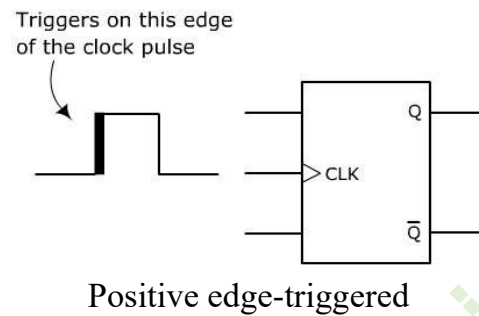 Triggers on this edge
of the clock pulse
Q
CLK
Q̅
Positive edge-triggered